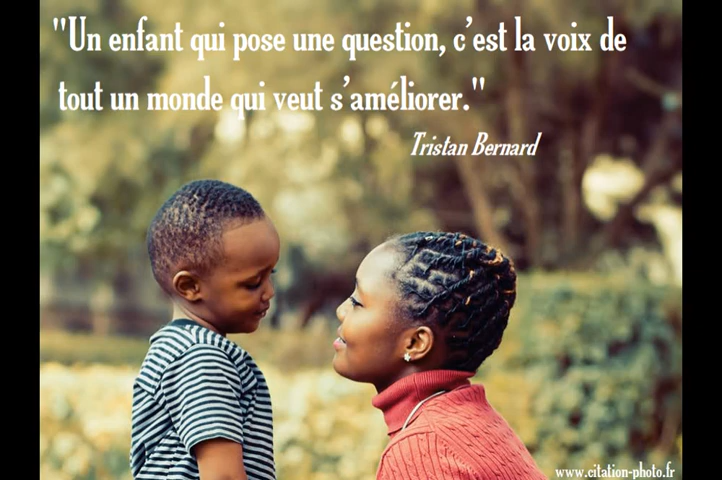 "Un enfant qui pose une question, c’est la voix de
tout un monde qui veut s’améliorer."
Tristan Bernard
www.citation-photo.fr